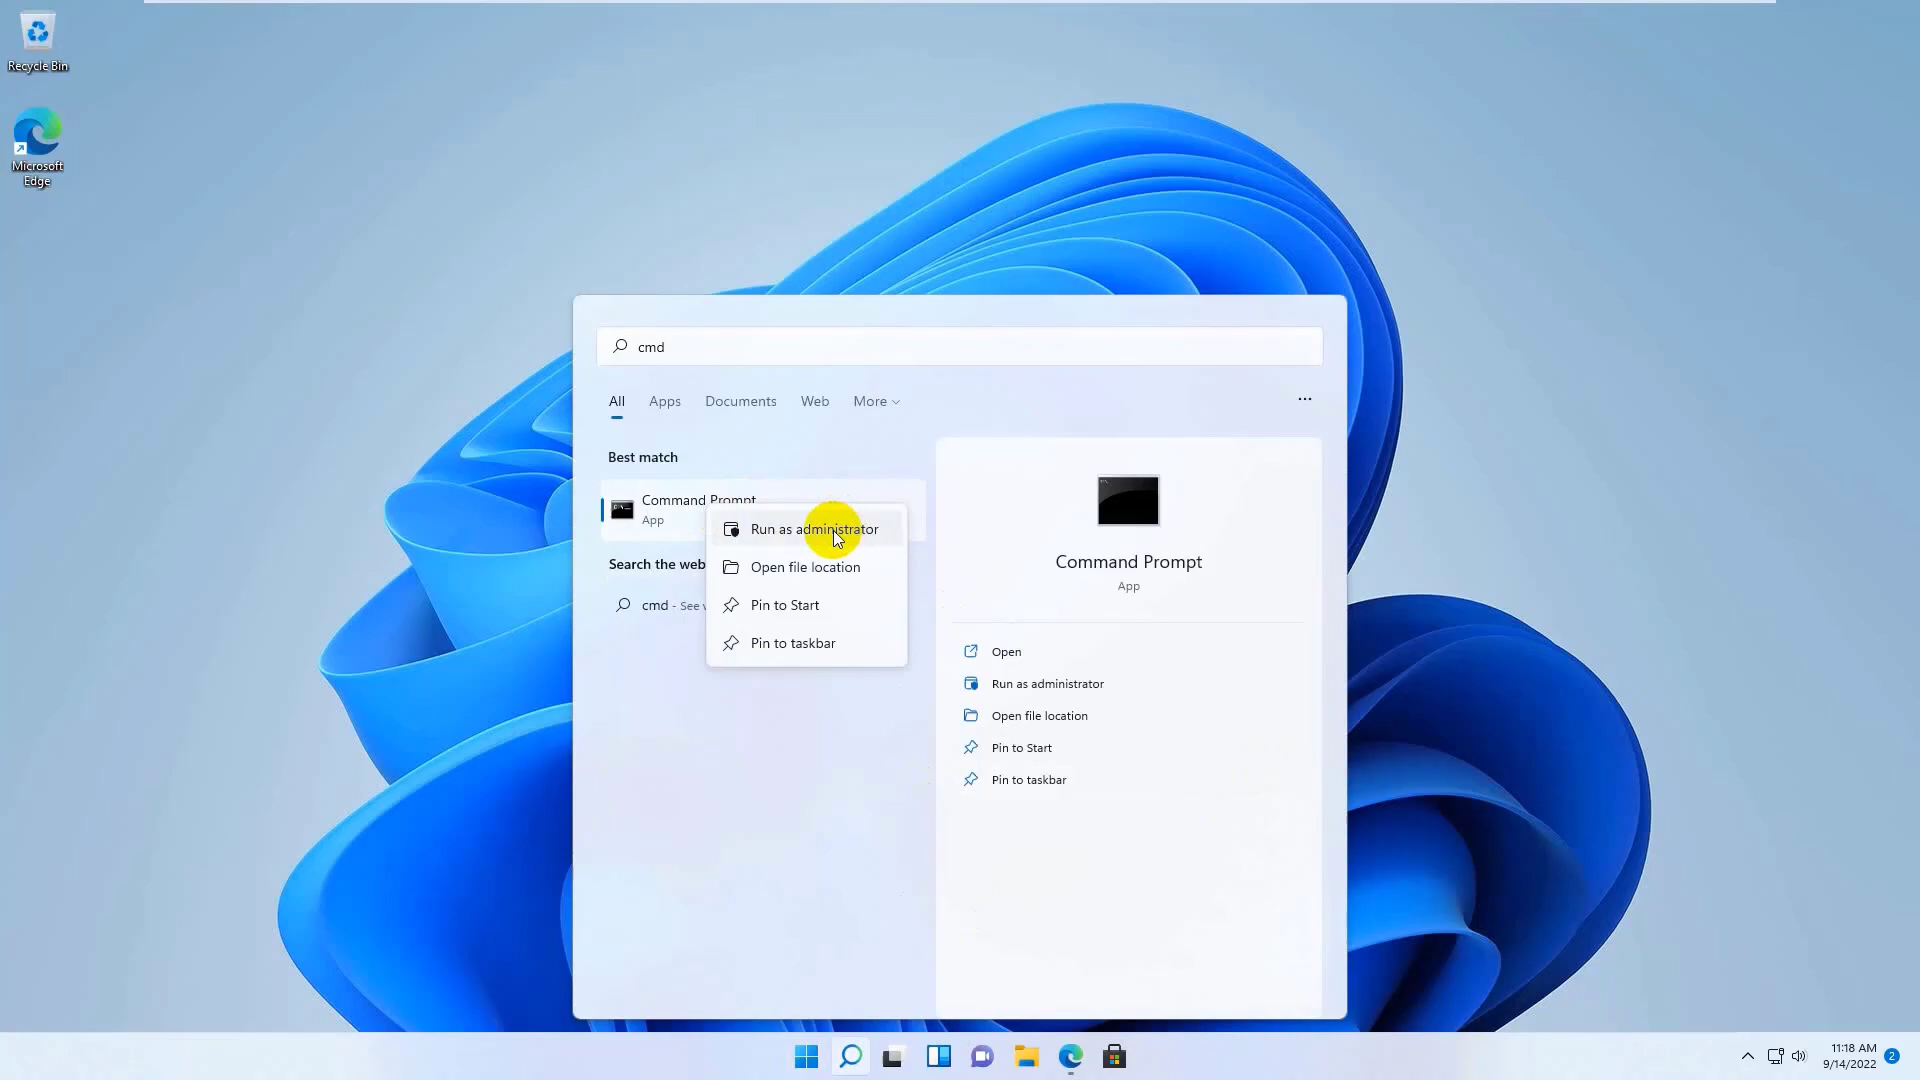 Recycle Bin
Microsoft
Edge
cmd
All Apps Documents Web More
Best match
Command Prompt
App
Search the web
cmd - See
Run as administrator
Open file location
Pin to Start
Pin to taskbar
Command Prompt
App
Open
Run as administrator
Open file location
Pin to Start
Pin to taskbar
11:18 AM
9/14/2022
2